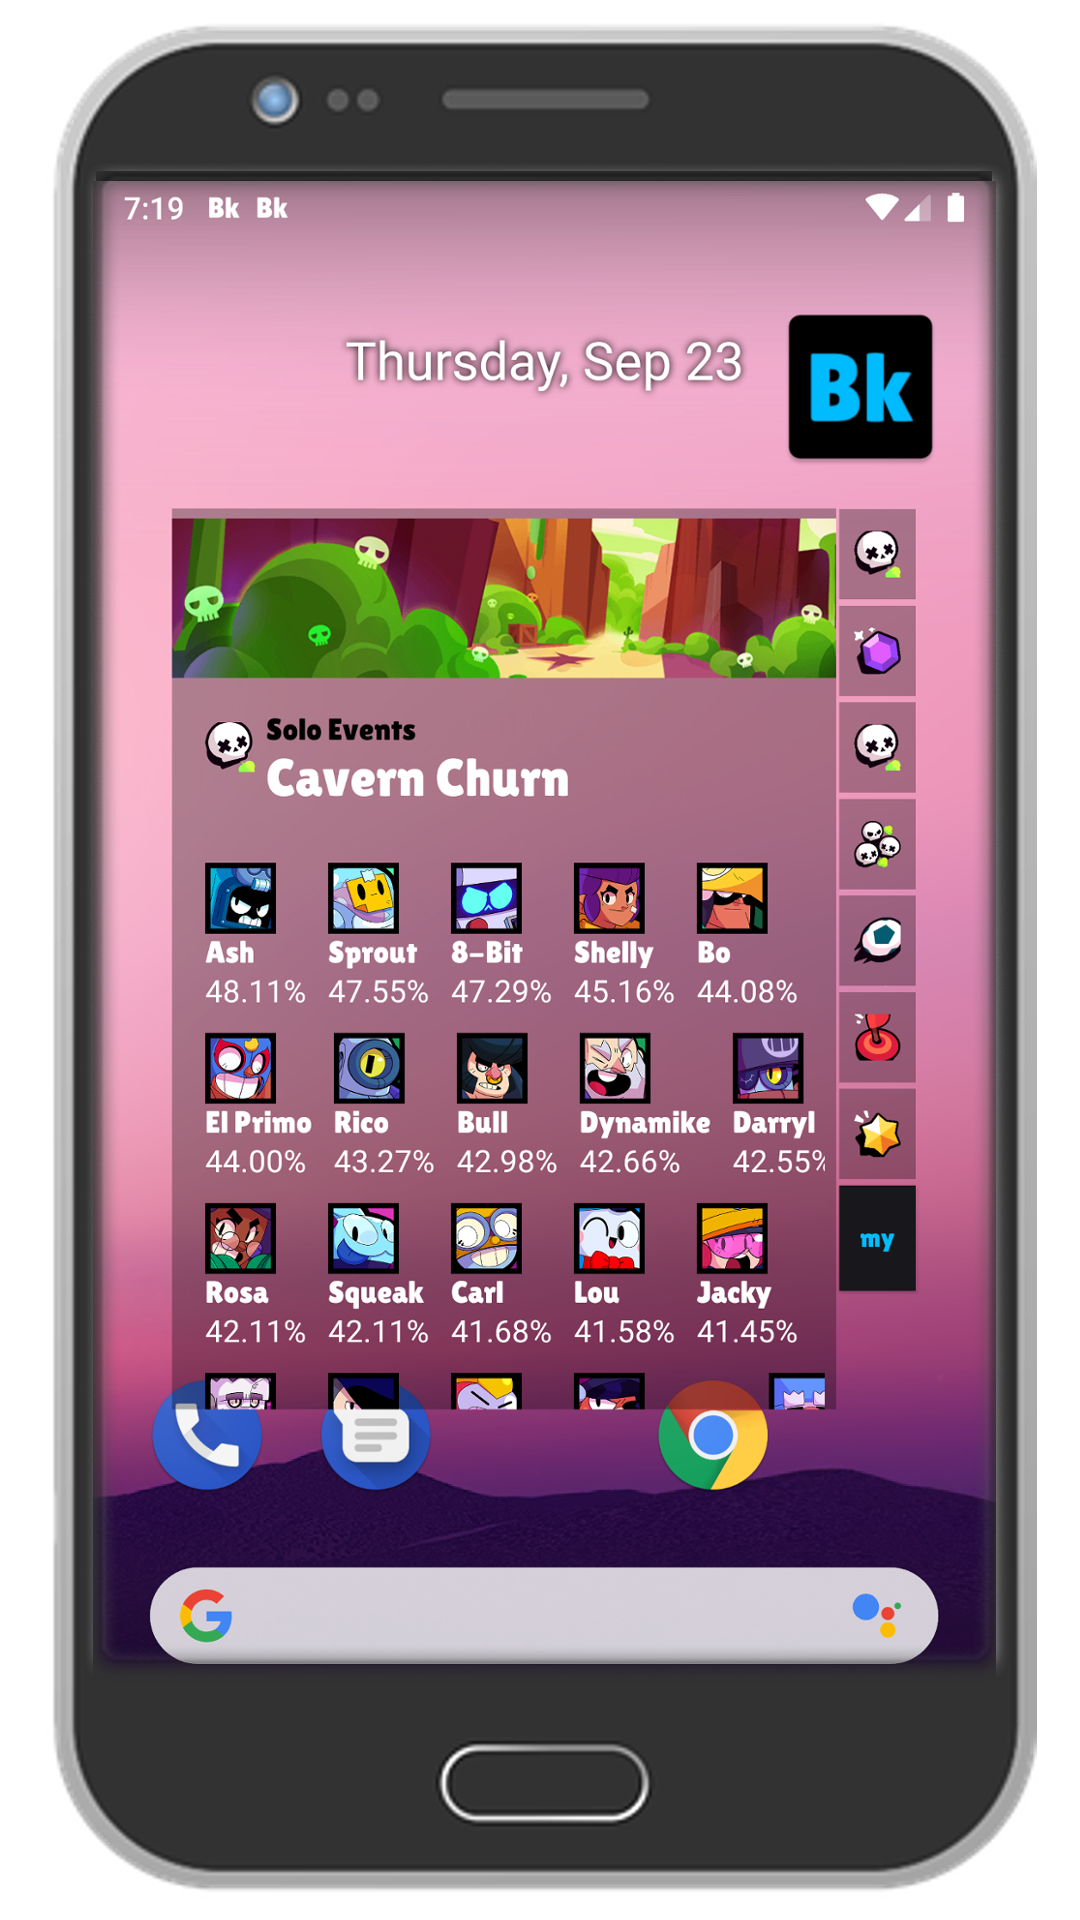 7:19 Bk Bk
Thursday, Sep 23
Bk
Solo Events
Cavern Churn
Ash Sprout 8-Bit Shelly Bo
48.11% 47.55% 47.29% 45.16% 44.08%
El Primo Rico Bull Dynamike Darryl
44.00% 43.27% 42.98% 42.66% 42.55%
my
Rosa Squeak Carl Lou Jacky
42.11% 42.11% 41.68% 41.58% 41.45%